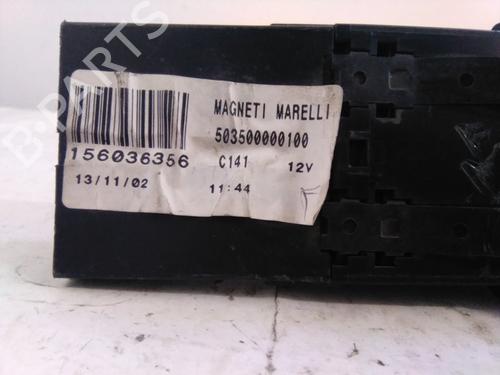 B-PARTS
MAGNETI MARELLI
503500000100
156036356
C141 12V
13/11/02 11:44